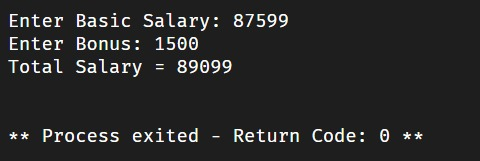 Enter Basic Salary: 87599
Enter Bonus: 1500
Total Salary = 89099
** Process exited - Return Code: 0 **